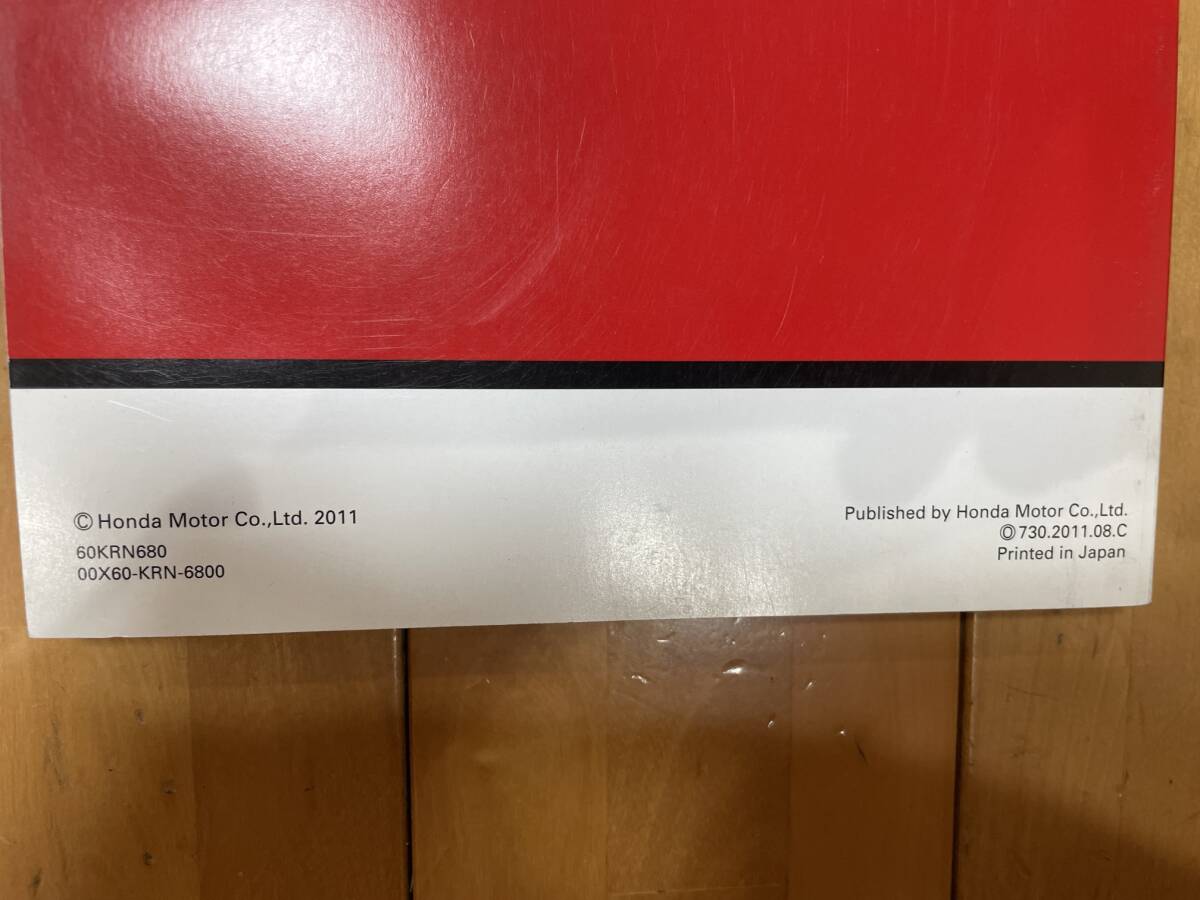 © Honda Motor Co.,Ltd. 2011
60KRN680
00X60-KRN-6800
Published by Honda Motor Co.,Ltd.
Ⓞ730.2011.08.C
Printed in Japan